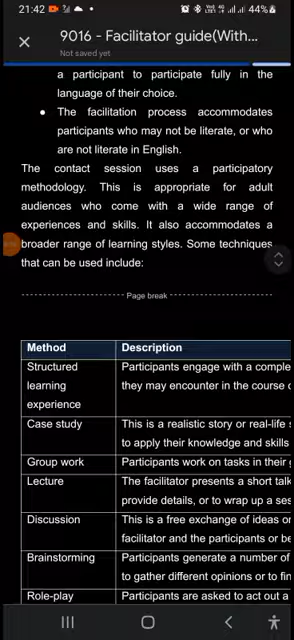 21:42 44%
9016 - Facilitator guide(With...
Not saved yet
a participant to participate fully in the
language of their choice.
• The facilitation process accommodates
participants who may not be literate, or who
are not literate in English.
The contact session uses a participatory
methodology. This is appropriate for adult
audiences who come with a wide range of
experiences and skills. It also accommodates a
broader range of learning styles. Some techniques
that can be used include:
Page break
Method Description
Structured Participants engage with a comple
learning they may encounter in the course o
experience
Case study This is a realistic story or real-life s
to apply their knowledge and skills
Group work Participants work on tasks in their g
Lecture The facilitator presents a short talk
provide details, or to wrap up a ses
Discussion This is a free exchange of ideas or
facilitator and the participants or be
Brainstorming Participants generate a number of
to gather different opinions or to fin
Role-play Participants are asked to act out a